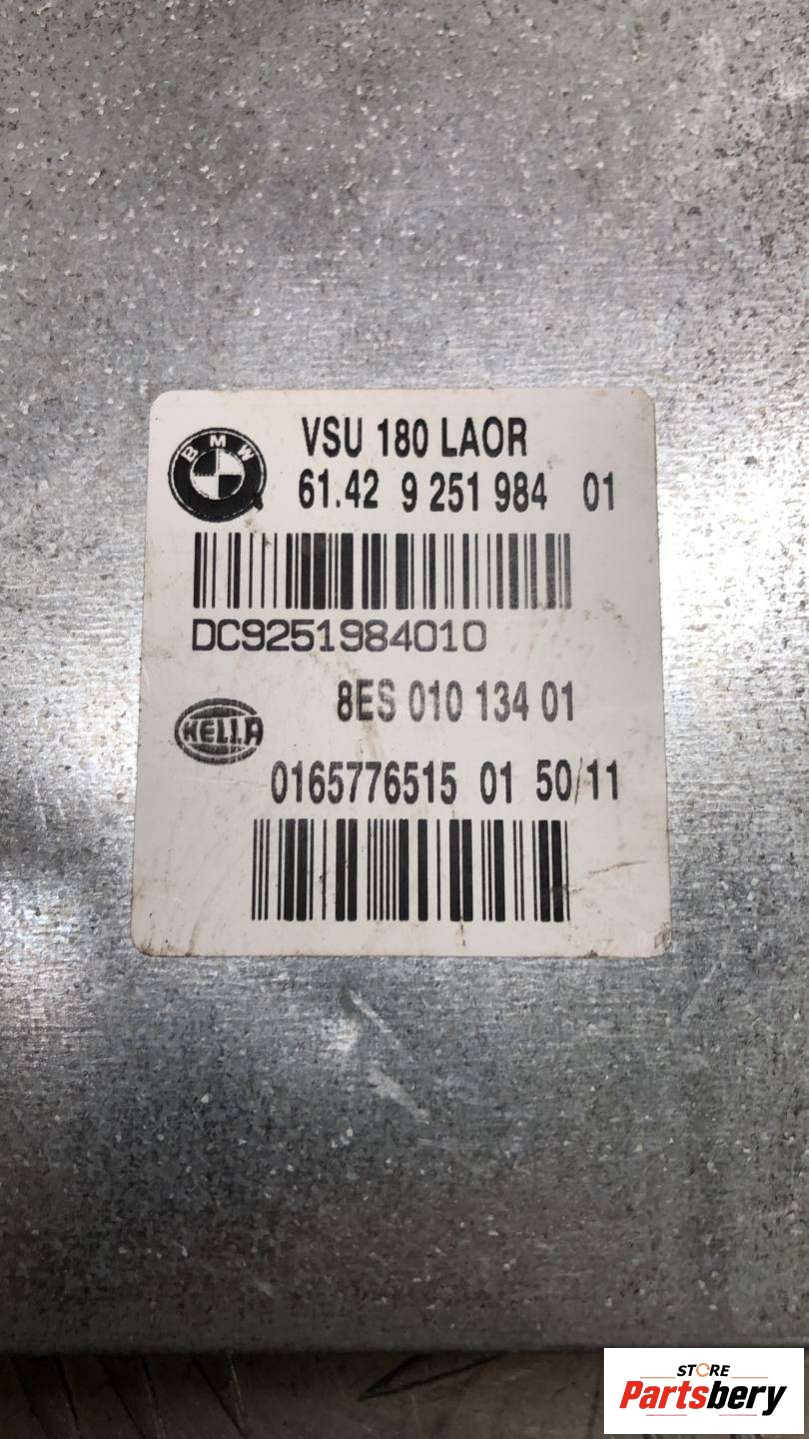 BMW
VSU 180 LAOR
61.42 9 251 984 01
DC9251984010
HELLA
8ES 010 134 01
0165776515 01 50/11
STORE
Partsbery